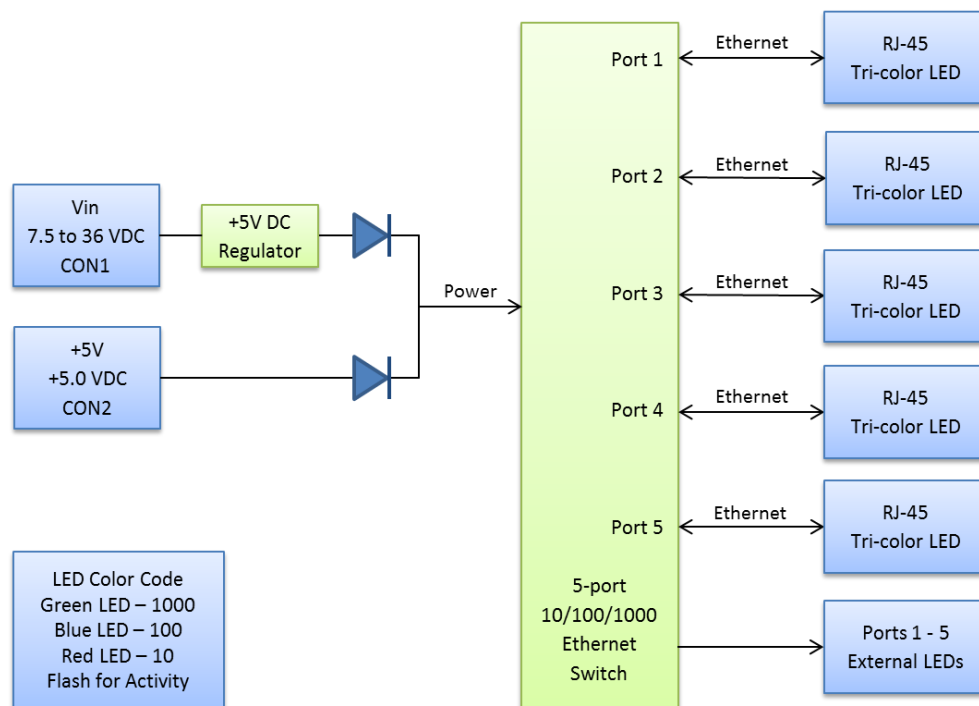 Vin
7.5 to 36 VDC
CON1
+5V DC
Regulator
+5V
+5.0 VDC
CON2
Power
LED Color Code
Green LED – 1000
Blue LED – 100
Red LED – 10
Flash for Activity
Port 1
Port 2
Port 3
Port 4
Port 5
5-port
10/100/1000
Ethernet
Switch
Ethernet
RJ-45
Tri-color LED
Ethernet
RJ-45
Tri-color LED
Ethernet
RJ-45
Tri-color LED
Ethernet
RJ-45
Tri-color LED
Ethernet
RJ-45
Tri-color LED
Ports 1 - 5
External LEDs